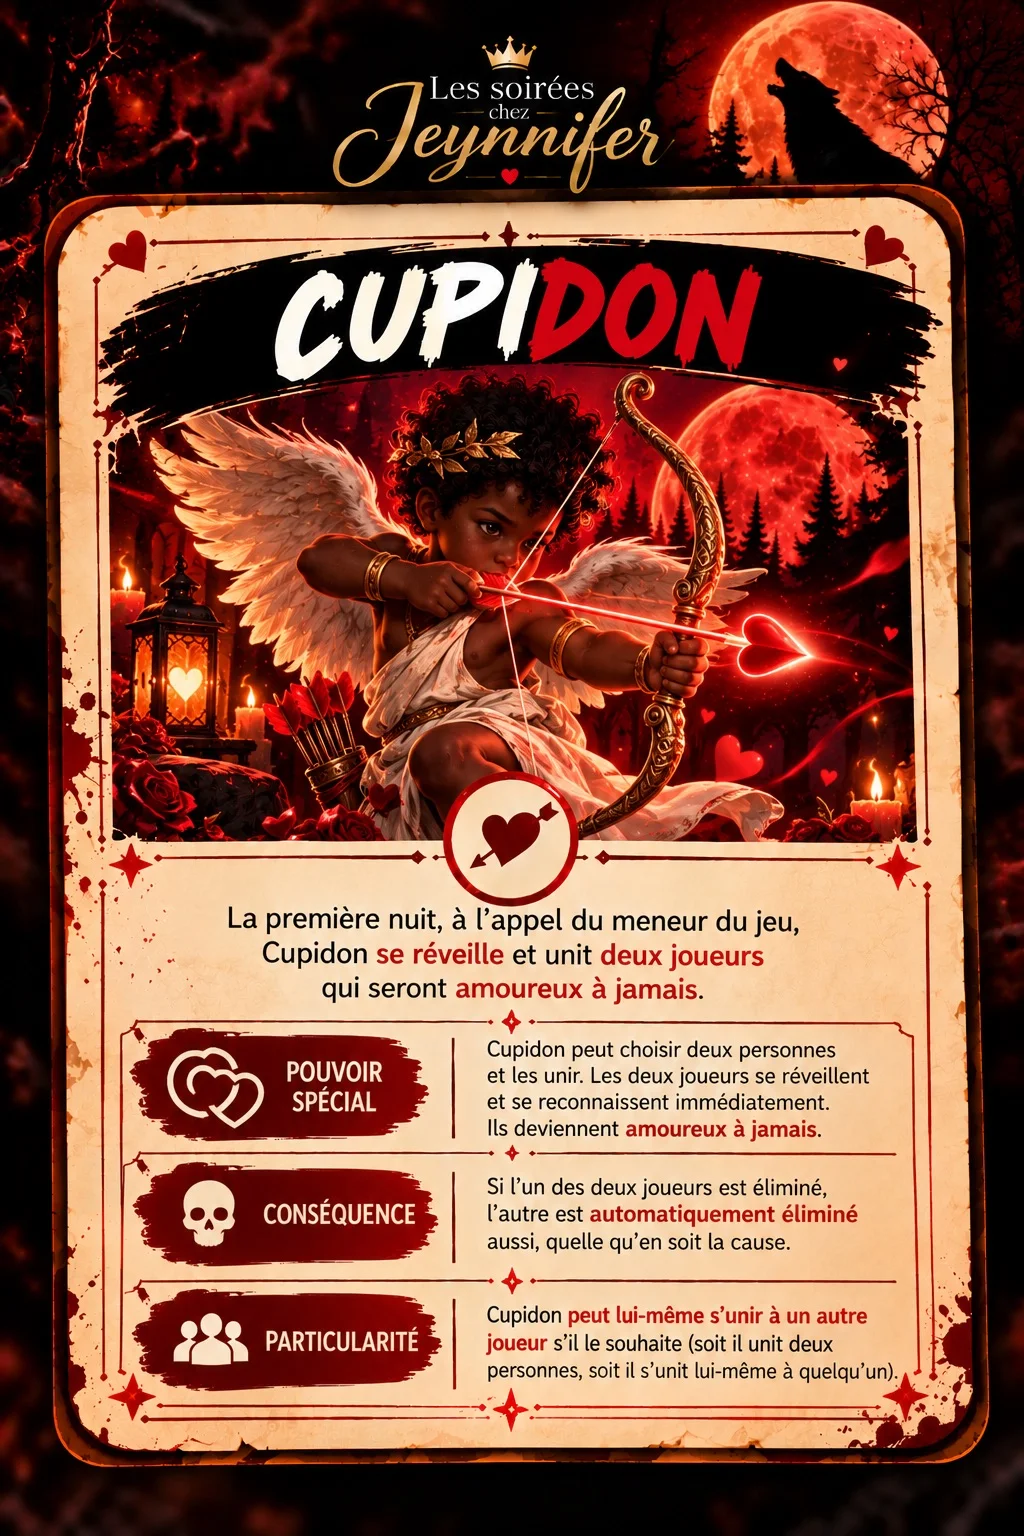 Les soirées
chez
Jeynnifer
CUPIDON
La première nuit, à l'appel du meneur du jeu,
Cupidon se réveille et unit deux joueurs
qui seront amoureux à jamais.
POUVOIR
SPÉCIAL
Cupidon peut choisir deux personnes
et les unir. Les deux joueurs se réveillent
et se reconnaissent immédiatement.
Ils deviennent amoureux à jamais.
CONSÉQUENCE
Si l'un des deux joueurs est éliminé,
l'autre est automatiquement éliminé
aussi, quelle qu'en soit la cause.
PARTICULARITÉ
Cupidon peut lui-même s'unir à un autre
joueur s'il le souhaite (soit il unit deux
personnes, soit il s'unit lui-même à quelqu'un).